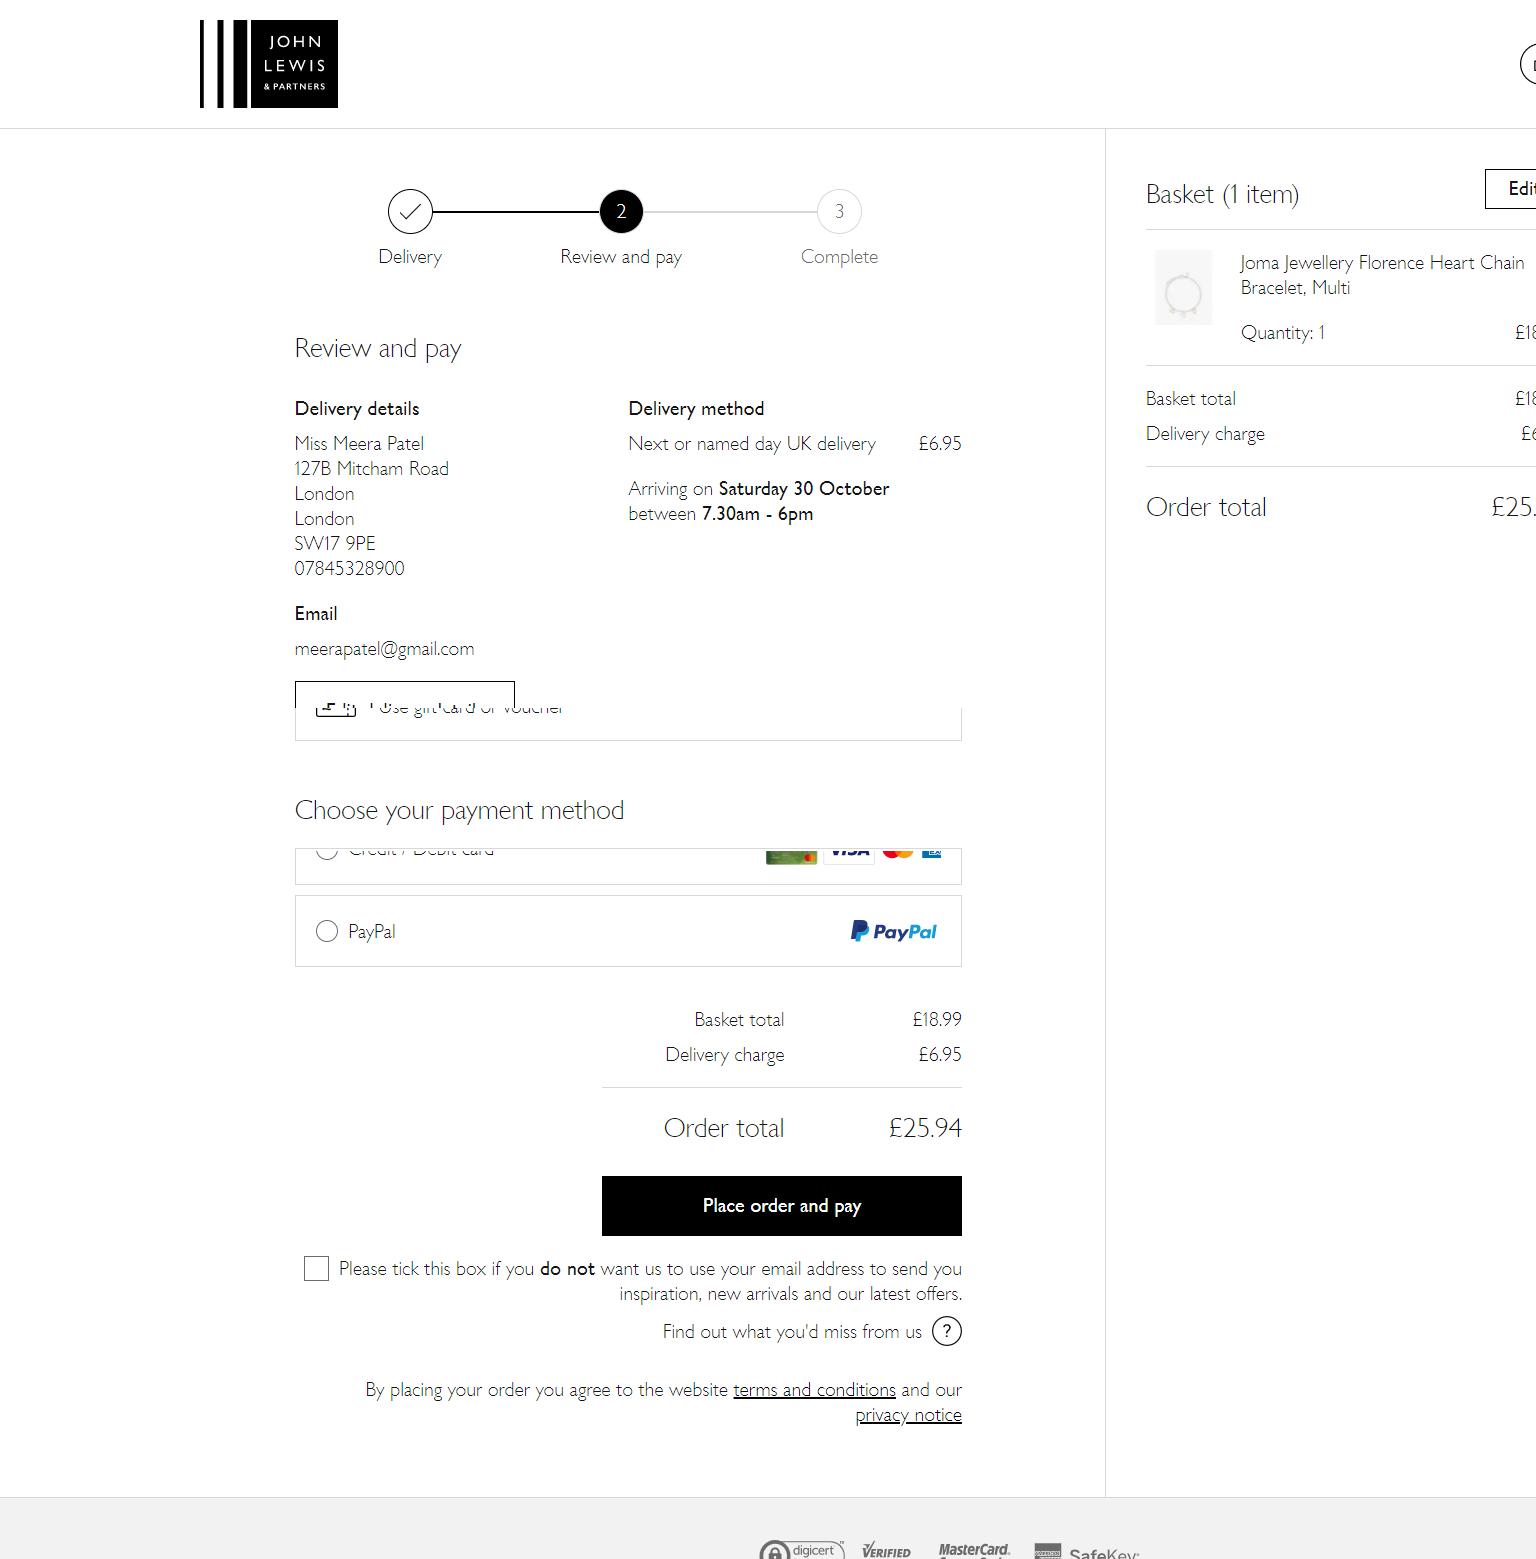 JOHN
LEWIS
& PARTNERS
2
3
Delivery
Review and pay
Complete
Review and pay
Delivery details
Miss Meera Patel
127B Mitcham Road
London
London
SW17 9PE
07845328900
Email
meerapatel@gmail.com
Delivery method
Next or named day UK delivery £6.95
Arriving on Saturday 30 October
between 7.30am - 6pm
Use gift card or voucher
Choose your payment method
Credit / Debit card VISA
PayPal PayPal
Basket total £18.99
Delivery charge £6.95
Order total £25.94
Place order and pay
Please tick this box if you do not want us to use your email address to send you
inspiration, new arrivals and our latest offers.
Find out what you'd miss from us ?
By placing your order you agree to the website terms and conditions and our
privacy notice
Basket (1 item)
Edit
Joma Jewellery Florence Heart Chain
Bracelet, Multi
Quantity: 1 £18
Basket total £18
Delivery charge £6
Order total £25.
digicert VERIFIED MasterCard. SafeKey